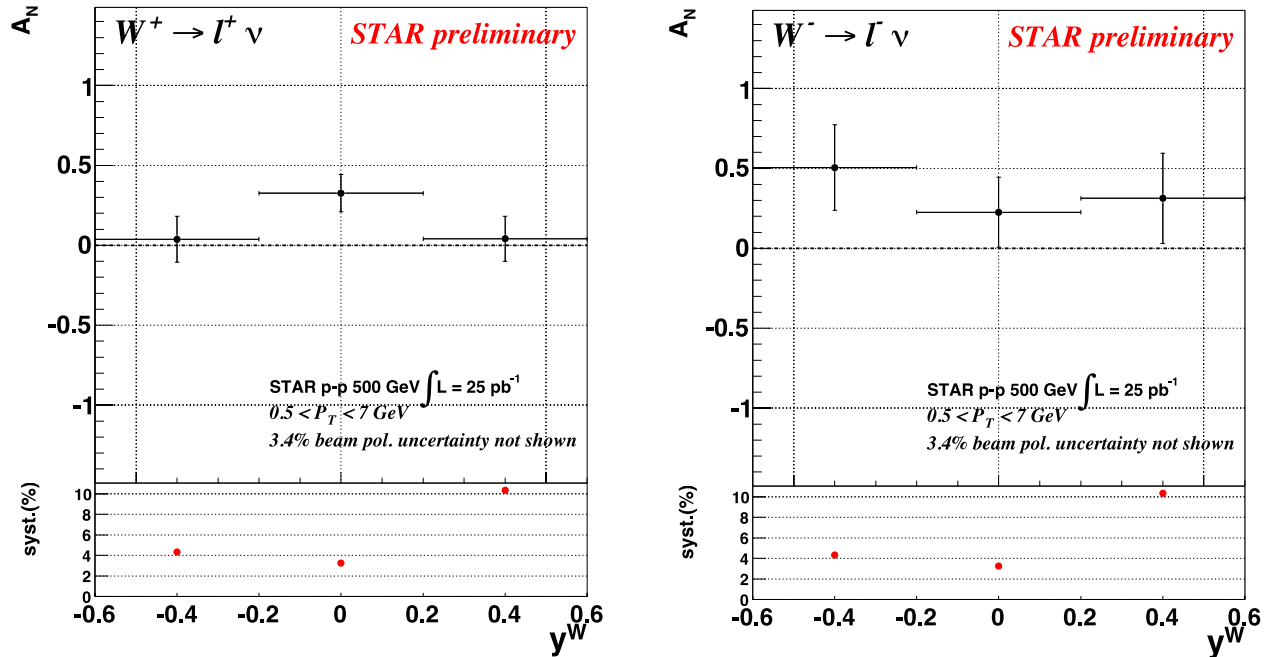 A_N
W⁺ → l⁺ ν
STAR preliminary
1
0.5
0
-0.5
-1
STAR p-p 500 GeV ∫L = 25 pb⁻¹
0.5 < P_T < 7 GeV
3.4% beam pol. uncertainty not shown
syst.(%)
10
8
6
4
2
0
-0.6 -0.4 -0.2 0 0.2 0.4 0.6
y^W
A_N
W⁻ → l⁻ ν
STAR preliminary
1
0.5
0
-0.5
-1
STAR p-p 500 GeV ∫L = 25 pb⁻¹
0.5 < P_T < 7 GeV
3.4% beam pol. uncertainty not shown
syst.(%)
10
8
6
4
2
0
-0.6 -0.4 -0.2 0 0.2 0.4 0.6
y^W